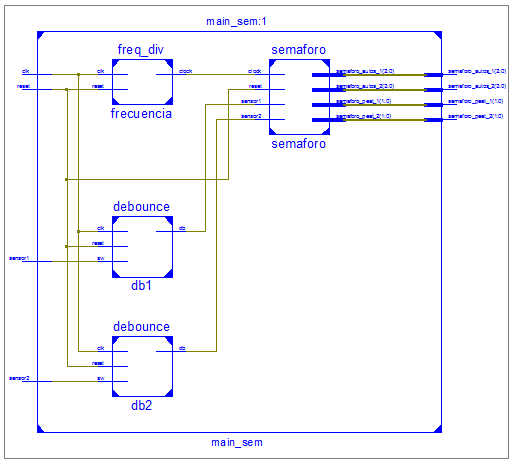 main_sem:1
freq_div
semaforo
clk
clk
clock
clock
semaforo_autos_1(2:0)
semaforo_autos_1(2:0)
reset
reset
reset
semaforo_autos_2(2:0)
semaforo_autos_2(2:0)
sensor1
semaforo_peat_1(1:0)
semaforo_peat_1(1:0)
frecuencia
sensor2
semaforo_peat_2(1:0)
semaforo_peat_2(1:0)
semaforo
debounce
clk
db
reset
sensor1
sw
db1
debounce
clk
db
reset
sensor2
sw
db2
main_sem